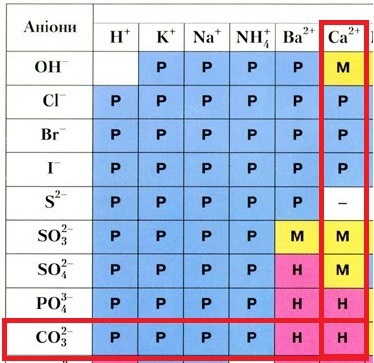 Аніони H⁺ K⁺ Na⁺ NH₄⁺ Ba²⁺ Ca²⁺
OH⁻ Р Р Р Р М
Cl⁻ Р Р Р Р Р Р
Br⁻ Р Р Р Р Р Р
I⁻ Р Р Р Р Р Р
S²⁻ Р Р Р Р Р –
SO₃²⁻ Р Р Р Р М М
SO₄²⁻ Р Р Р Р Н М
PO₄³⁻ Р Р Р Р Н Н
CO₃²⁻ Р Р Р Р Н Н